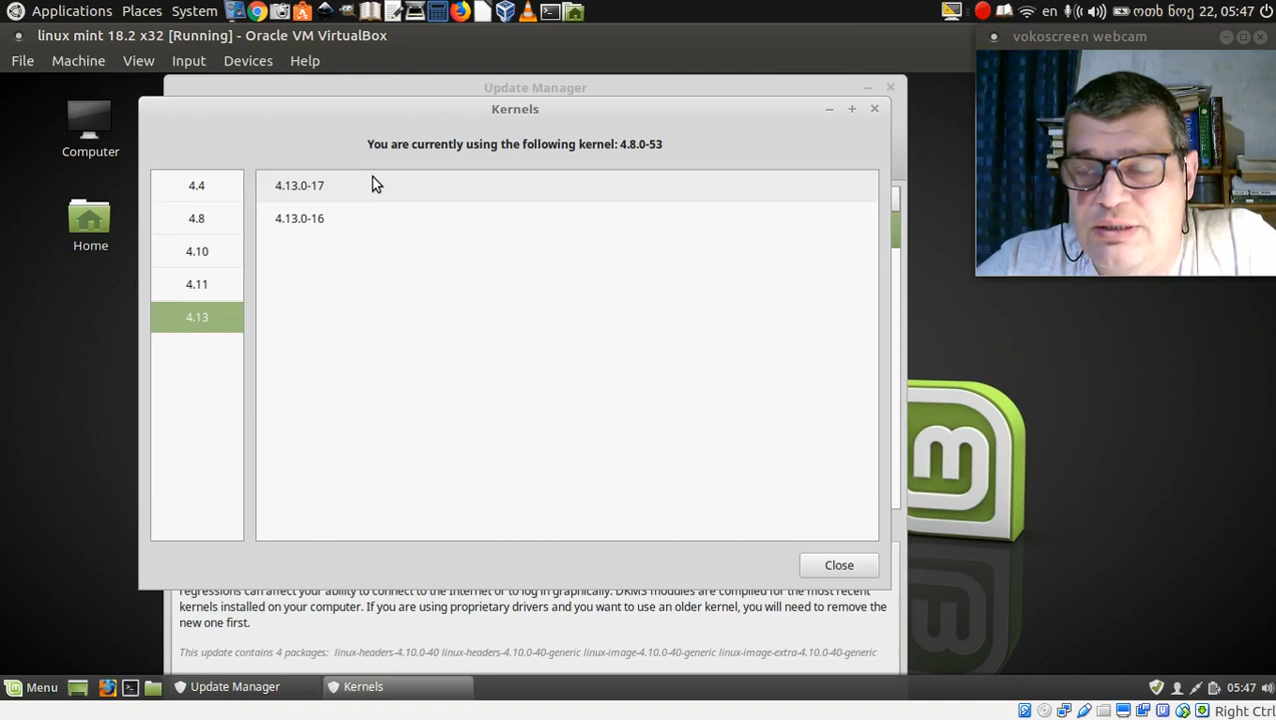 Applications Places System
en
ოთხ ნოე 22, 05:47
linux mint 18.2 x32 [Running] - Oracle VM VirtualBox
vokoscreen webcam
File Machine View Input Devices Help
Update Manager
Kernels
You are currently using the following kernel: 4.8.0-53
Computer
Home
4.4
4.8
4.10
4.11
4.13
4.13.0-17
4.13.0-16
Close
regressions can affect your ability to connect to the Internet or to log in graphically. DKMS modules are compiled for the most recent
kernels installed on your computer. If you are using proprietary drivers and you want to use an older kernel, you will need to remove the
new one first.
This update contains 4 packages: linux-headers-4.10.0-40 linux-headers-4.10.0-40-generic linux-image-4.10.0-40-generic linux-image-extra-4.10.0-40-generic
Menu
Update Manager
Kernels
05:47
Right Ctrl